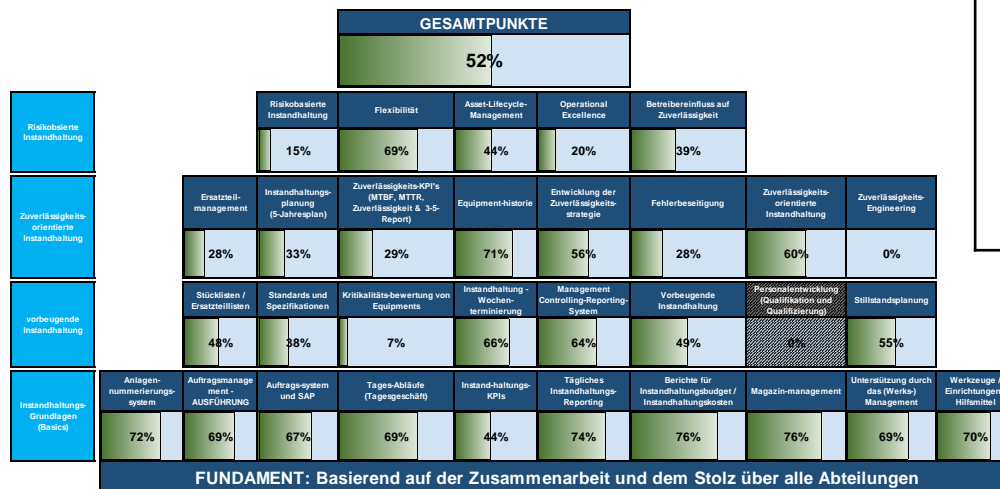 GESAMTPUNKTE
52%
Risikobsierte
Instandhaltung
Risikobasierte
Instandhaltung
Flexibilität
Asset-Lifecycle-
Management
Operational
Excellence
Betreibereinfluss auf
Zuverlässigkeit
15%
69%
44%
20%
39%
Zuverlässigkeits-
orientierte
Instandhaltung
Ersatzteil-
management
Instandhaltungs-
planung
(5-Jahresplan)
Zuverlässigkeits-KPI's
(MTBF, MTTR,
Zuverlässigkeit & 3-5-
Report)
Equipment-historie
Entwicklung der
Zuverlässigkeits-
strategie
Fehlerbeseitigung
Zuverlässigkeits-
orientierte
Instandhaltung
Zuverlässigkeits-
Engineering
28%
33%
29%
71%
56%
28%
60%
0%
vorbeugende
Instandhaltung
Stücklisten /
Ersatzteillisten
Standards und
Spezifikationen
Kritikalitäts-bewertung von
Equipments
Instandhaltung -
Wochen-
terminierung
Management
Controlling-Reporting-
System
Vorbeugende
Instandhaltung
Personalentwicklung
(Qualifikation und
Qualifizierung)
Stillstandsplanung
48%
38%
7%
66%
64%
49%
0%
55%
Instandhaltungs-
Grundlagen
(Basics)
Anlagen-
nummerierungs-
system
Auftragsmanage
ment -
AUSFÜHRUNG
Auftrags-system
und SAP
Tages-Abläufe
(Tagesgeschäft)
Instand-haltungs-
KPIs
Tägliches
Instandhaltungs-
Reporting
Berichte für
Instandhaltungsbudget /
Instandhaltungskosten
Magazin-management
Unterstützung durch
das (Werks-)
Management
Werkzeuge /
Einrichtungen
Hilfsmittel
72%
69%
67%
69%
44%
74%
76%
76%
69%
70%
FUNDAMENT: Basierend auf der Zusammenarbeit und dem Stolz über alle Abteilungen